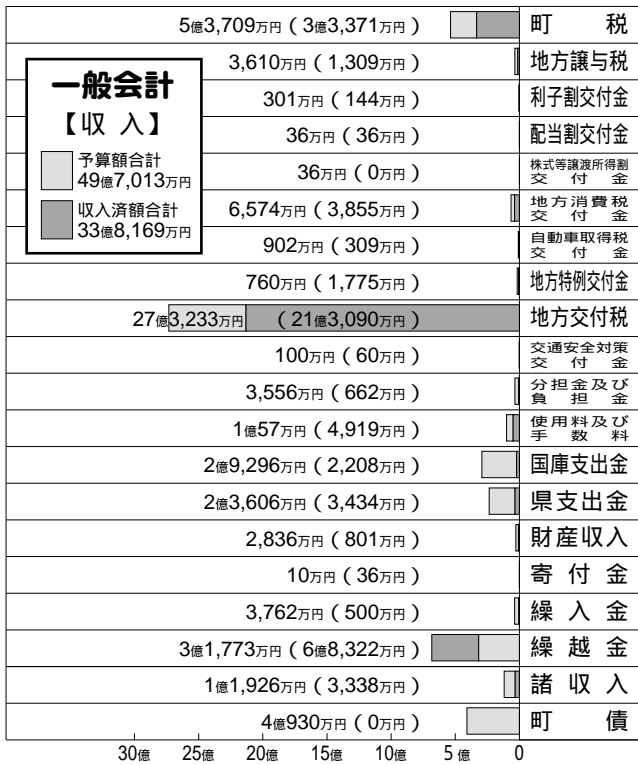 一般会計
【収 入】
予算額合計
49億7,013万円
収入済額合計
33億8,169万円
5億3,709万円(3億3,371万円) 町税
3,610万円(1,309万円) 地方譲与税
301万円(144万円) 利子割交付金
36万円(36万円) 配当割交付金
36万円(0万円) 株式等譲渡所得割交付金
6,574万円(3,855万円) 地方消費税交付金
902万円(309万円) 自動車取得税交付金
760万円(1,775万円) 地方特例交付金
27億3,233万円 (21億3,090万円) 地方交付税
100万円(60万円) 交通安全対策交付金
3,556万円(662万円) 分担金及び負担金
1億57万円(4,919万円) 使用料及び手数料
2億9,296万円(2,208万円) 国庫支出金
2億3,606万円(3,434万円) 県支出金
2,836万円(801万円) 財産収入
10万円(36万円) 寄付金
3,762万円(500万円) 繰入金
3億1,773万円(6億8,322万円) 繰越金
1億1,926万円(3,338万円) 諸収入
4億930万円(0万円) 町債
30億 25億 20億 15億 10億 5億 0